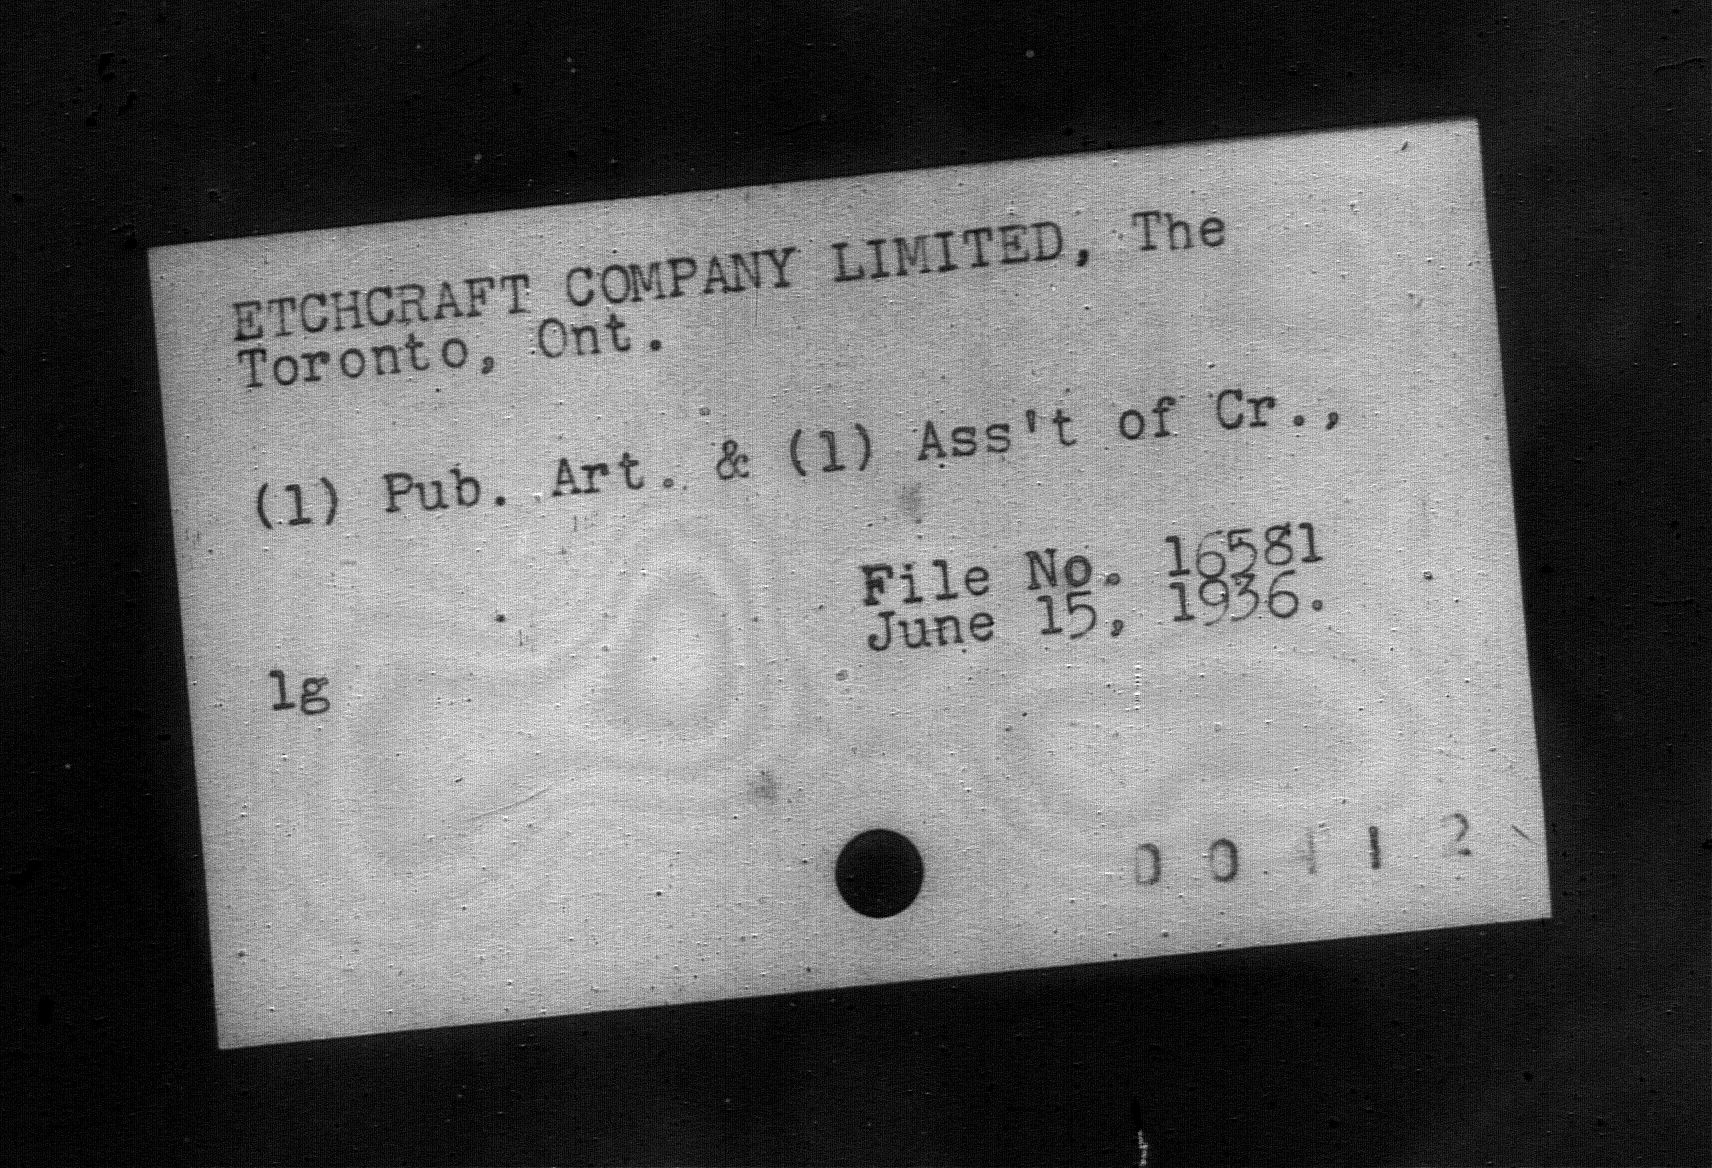 ETCHCRAFT COMPANY LIMITED, The
Toronto, Ont.
(1) Pub. Art. & (1) Ass't of Cr.,
File No. 16581
June 15, 1936.
lg
00112